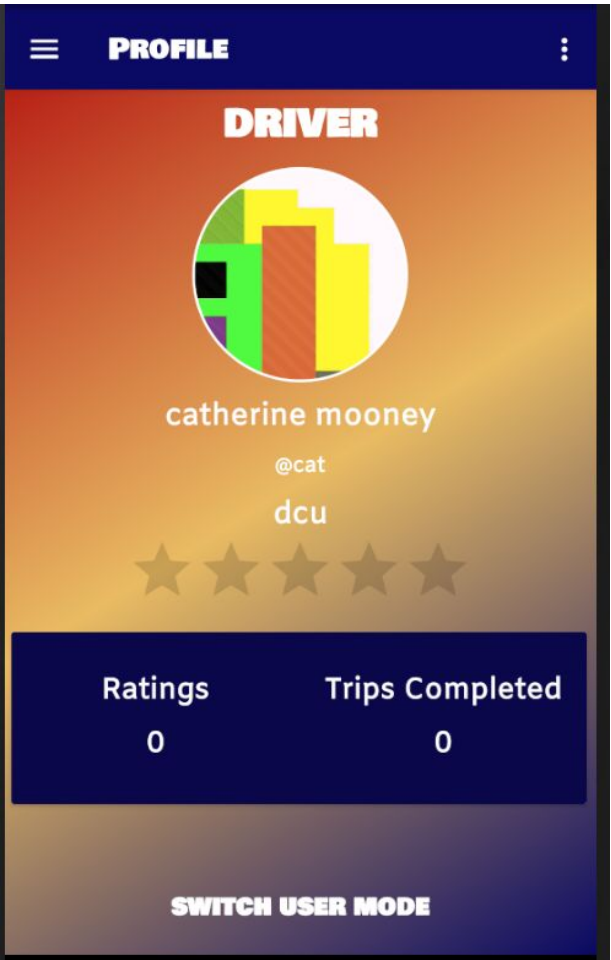 PROFILE
DRIVER
catherine mooney
@cat
dcu
Ratings Trips Completed
0 0
SWITCH USER MODE